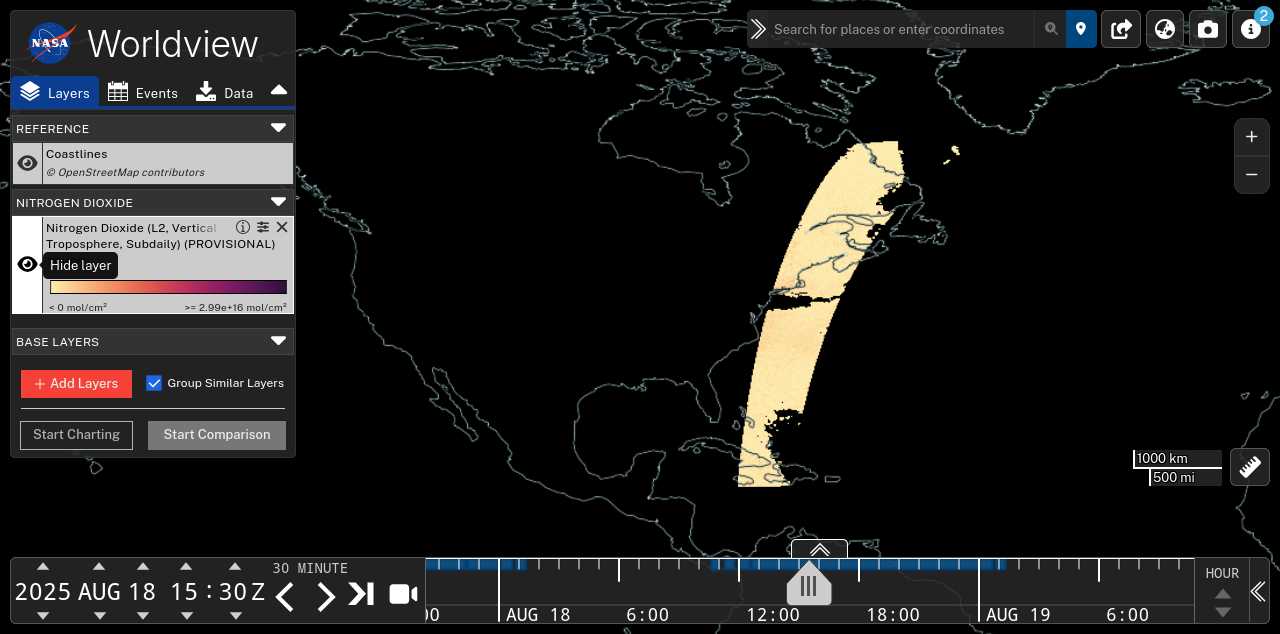 NASA
Worldview
Search for places or enter coordinates
2
Layers
Events
Data
REFERENCE
Coastlines
© OpenStreetMap contributors
NITROGEN DIOXIDE
Nitrogen Dioxide (L2, Vertical
Troposphere, Subdaily) (PROVISIONAL)
Hide layer
< 0 mol/cm²
>= 2.99e+16 mol/cm²
BASE LAYERS
+ Add Layers
Group Similar Layers
Start Charting
Start Comparison
+
−
1000 km
500 mi
2025 AUG 18 15 : 30 Z
30 MINUTE
AUG 18
6:00
12:00
18:00
AUG 19
6:00
HOUR